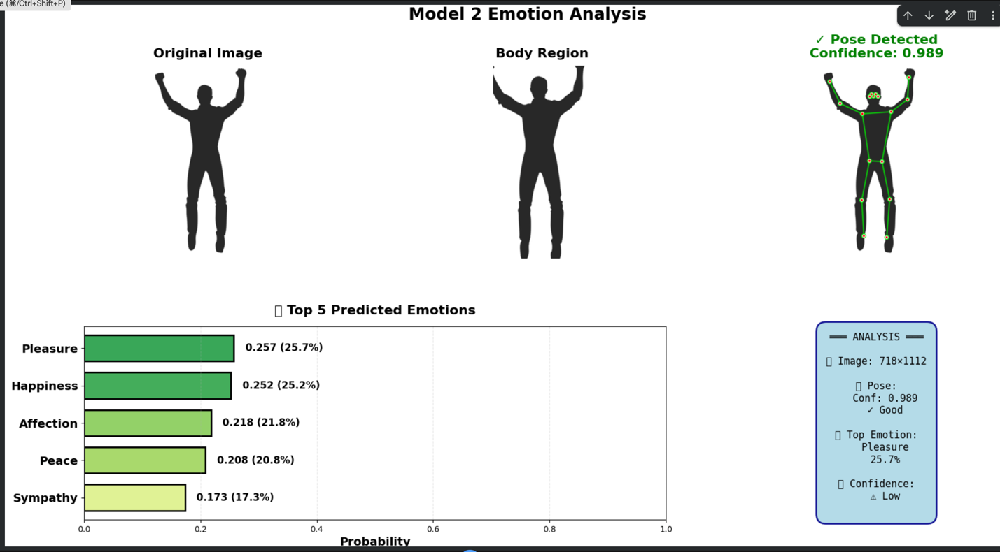 e (⌘/Ctrl+Shift+P)
Model 2 Emotion Analysis
Original Image
Body Region
✓ Pose Detected
Confidence: 0.989
Top 5 Predicted Emotions
Pleasure 0.257 (25.7%)
Happiness 0.252 (25.2%)
Affection 0.218 (21.8%)
Peace 0.208 (20.8%)
Sympathy 0.173 (17.3%)
0.0 0.2 0.4 0.6 0.8 1.0
Probability
══ ANALYSIS ══
Image: 718×1112
Pose:
Conf: 0.989
✓ Good
Top Emotion:
Pleasure
25.7%
Confidence:
⚠ Low